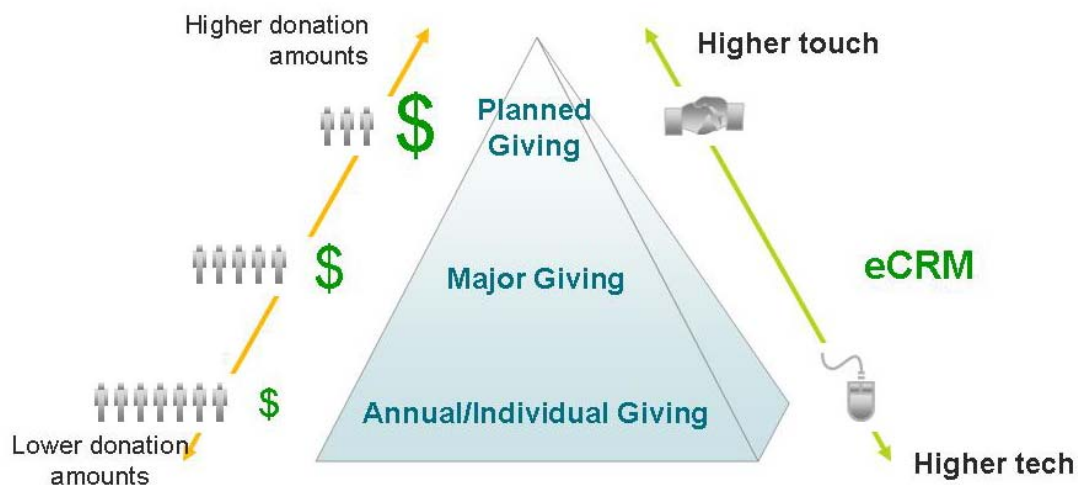 Higher donation
amounts
Higher touch
$
Planned
Giving
$
Major Giving
eCRM
$
Annual/Individual Giving
Lower donation
amounts
Higher tech